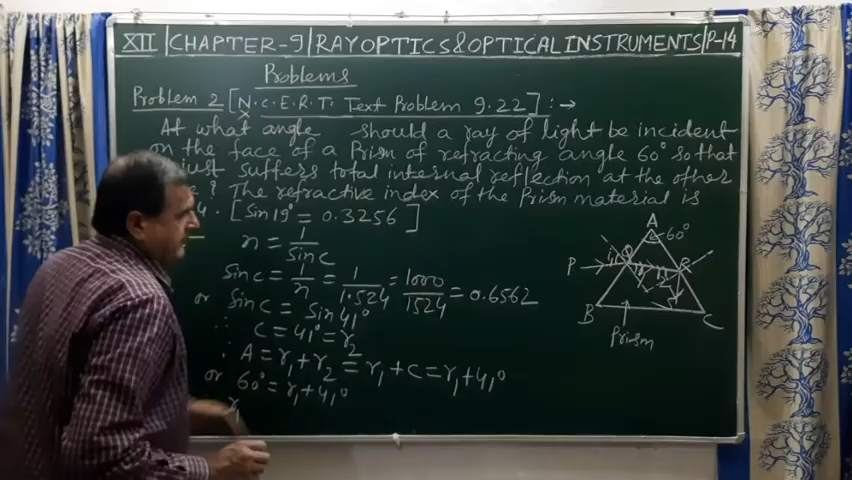 XII | CHAPTER-9 | RAY OPTICS & OPTICAL INSTRUMENTS | P-14
Problems
Problem 2 [N.C.E.R.T. Text Problem 9.22] :→
At what angle should a ray of light be incident
on the face of a Prism of refracting angle 60° so that
just suffers total internal reflection at the other
? The refractive index of the Prism material is
4. [Sin 19° = 0.3256]
n = 1/sin c
Sin c = 1/n = 1/1.524 = 1000/1524 = 0.6562
or Sin c = Sin 41°
∴ c = 41° = r₂
∴ A = r₁ + r₂ = r₁ + c = r₁ + 41°
or 60° = r₁ + 41°
r₁
A
60°
P
Q
R
B
C
Prism